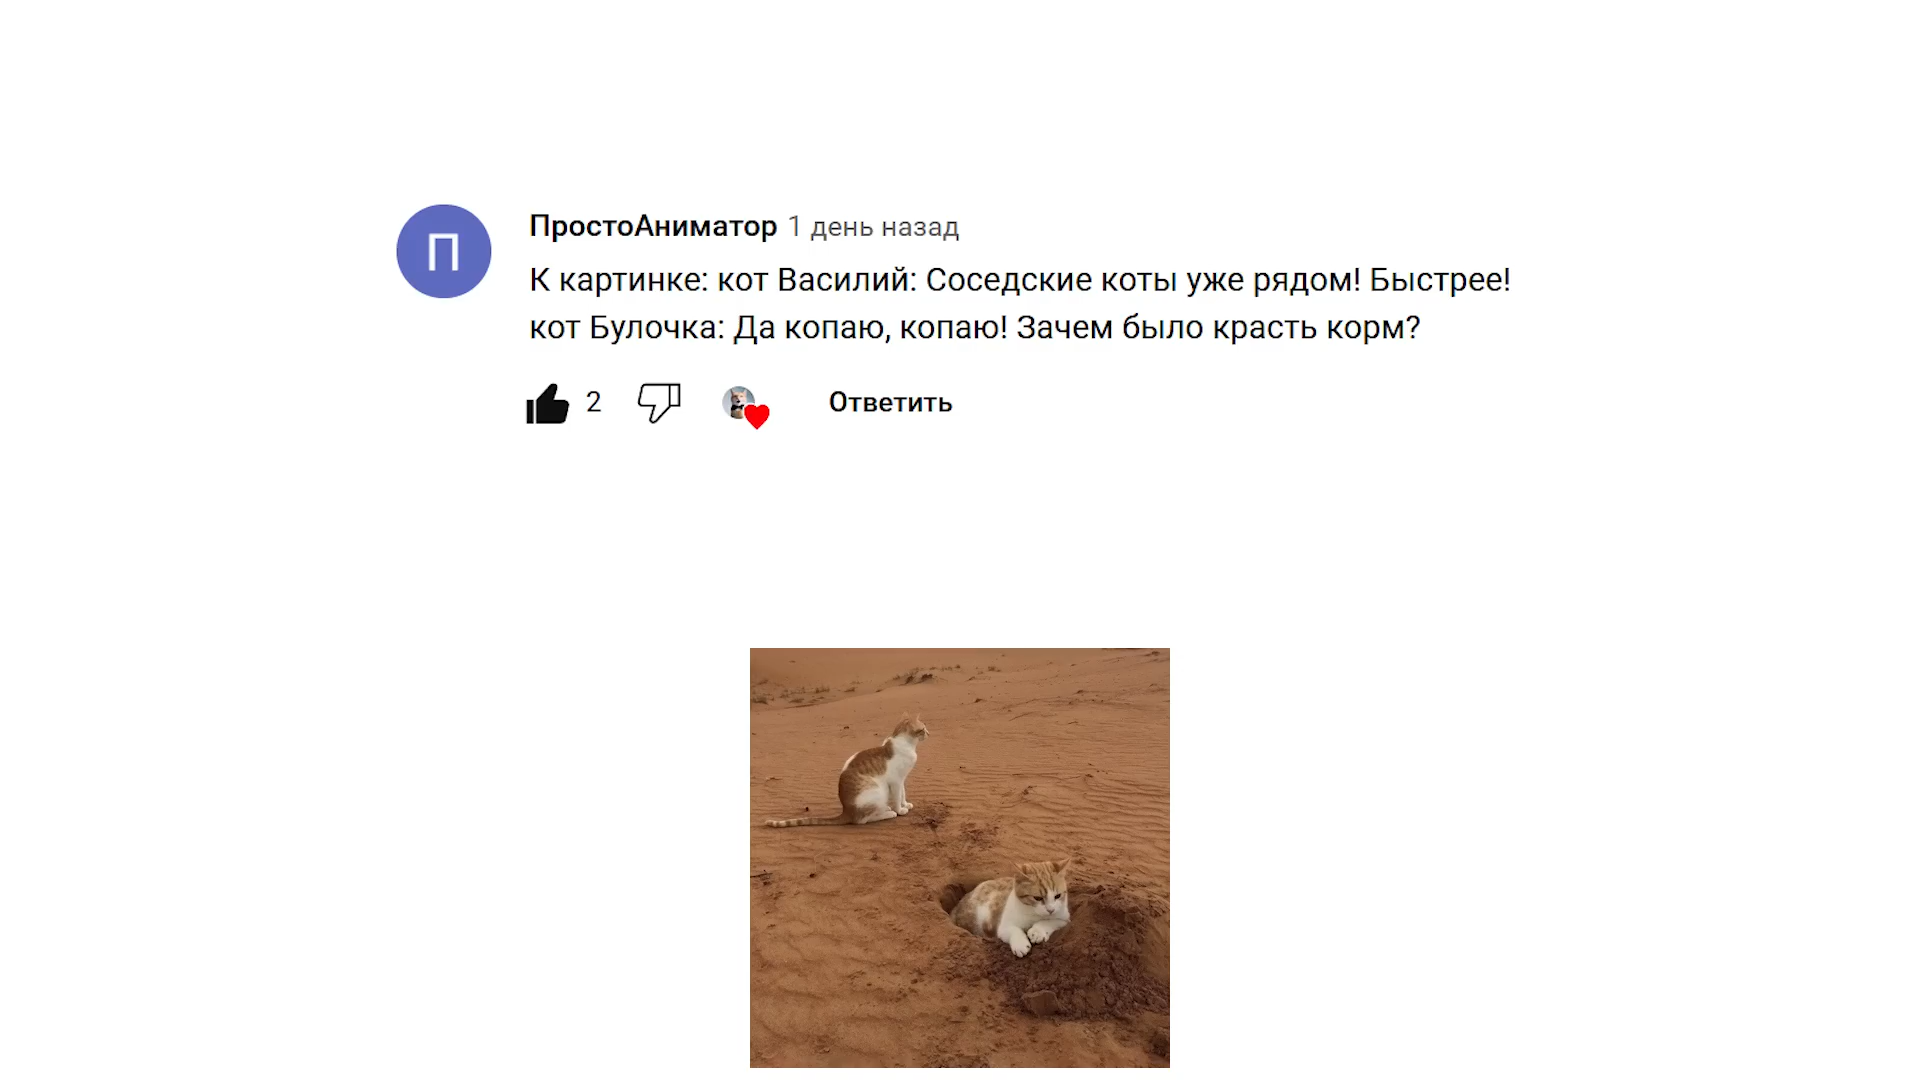 П
ПростоАниматор 1 день назад
К картинке: кот Василий: Соседские коты уже рядом! Быстрее!
кот Булочка: Да копаю, копаю! Зачем было красть корм?
2
Ответить